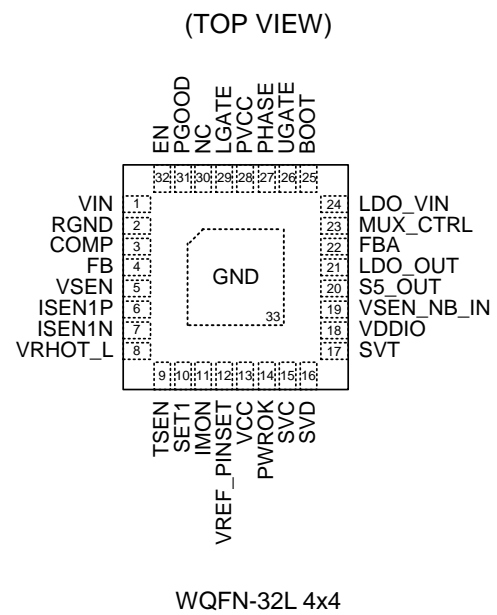 (TOP VIEW)
EN
PGOOD
NC
LGATE
PVCC
PHASE
UGATE
BOOT
32 31 30 29 28 27 26 25
VIN 1
RGND 2
COMP 3
FB 4
VSEN 5
ISEN1P 6
ISEN1N 7
VRHOT_L 8
GND
33
24 LDO_VIN
23 MUX_CTRL
22 FBA
21 LDO_OUT
20 S5_OUT
19 VSEN_NB_IN
18 VDDIO
17 SVT
9 10 11 12 13 14 15 16
TSEN
SET1
IMON
VREF_PINSET
VCC
PWROK
SVC
SVD
WQFN-32L 4x4